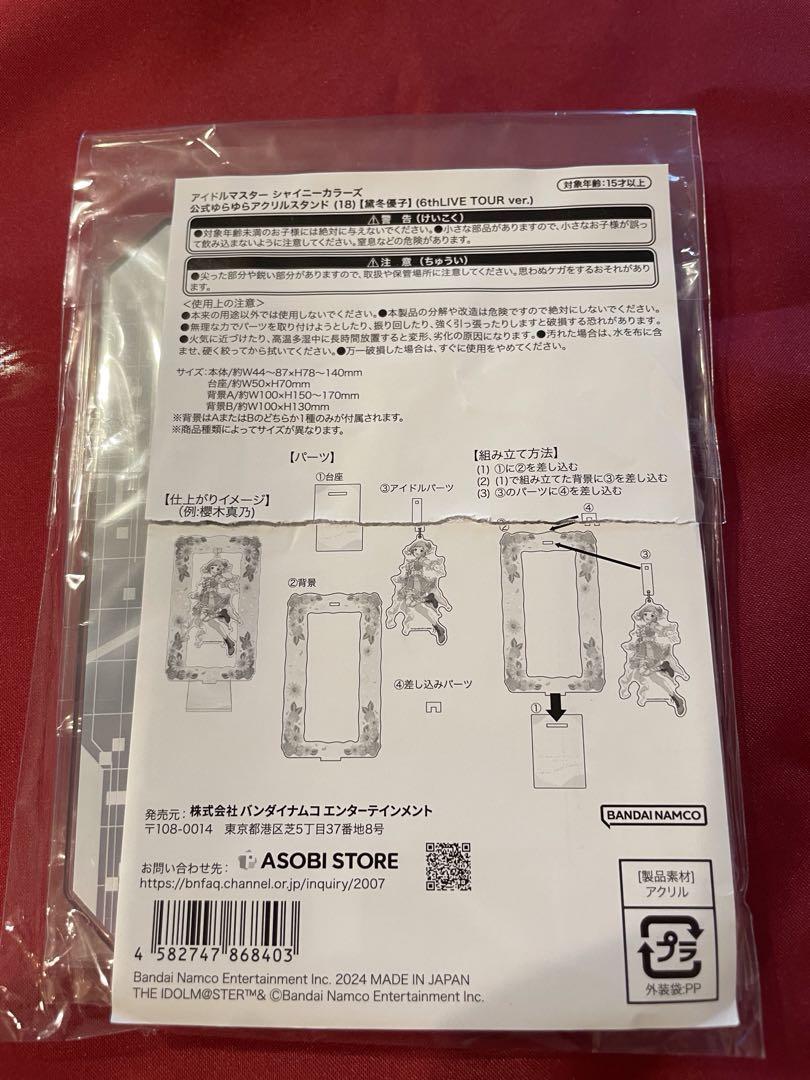 アイドルマスター シャイニーカラーズ
対象年齢:15才以上
公式ゆらゆらアクリルスタンド (18)【黛冬優子】(6thLIVE TOUR ver.)
⚠警 告(けいこく)
●対象年齢未満のお子様には絶対に与えないでください。●小さな部品がありますので、小さなお子様が誤っ
て飲み込まないように注意してください。窒息などの危険があります。
⚠注 意(ちゅうい)
●尖った部分や鋭い部分がありますので、取扱や保管場所に注意してください。思わぬケガをするおそれがあり
ます。
<使用上の注意>
●本来の用途以外では使用しないでください。●本製品の分解や改造は危険ですので絶対にしないでください。
●無理な力でパーツを取り付けようとしたり、振り回したり、強く引っ張ったりしますと破損する恐れがあります。
●火気に近づけたり、高温多湿中に長時間放置すると変形、劣化の原因になります。●汚れた場合は、水を布に含
ませ、硬く絞ってから拭いてください。●万一破損した場合は、すぐに使用をやめてください。
サイズ:本体/約W44~87×H78~140mm
台座/約W50×H70mm
背景A/約W100×H150~170mm
背景B/約W100×H130mm
※背景はAまたはBのどちらか1種のみが付属されます。
※商品種類によってサイズが異なります。
【パーツ】
①台座
③アイドルパーツ
【組み立て方法】
(1) ①に②を差し込む
(2) (1)で組み立てた背景に③を差し込む
(3) ③のパーツに④を差し込む
【仕上がりイメージ】
(例:櫻木真乃)
④
②
③
②背景
④差し込みパーツ
①
発売元:株式会社 バンダイナムコ エンターテインメント
〒108-0014 東京都港区芝5丁目37番地8号
BANDAI NAMCO
お問い合わせ先: ASOBI STORE
https://bnfaq.channel.or.jp/inquiry/2007
[製品素材]
アクリル
プラ
外装袋:PP
4 582747 868403
Bandai Namco Entertainment Inc. 2024 MADE IN JAPAN
THE IDOLM@STER™& ©Bandai Namco Entertainment Inc.